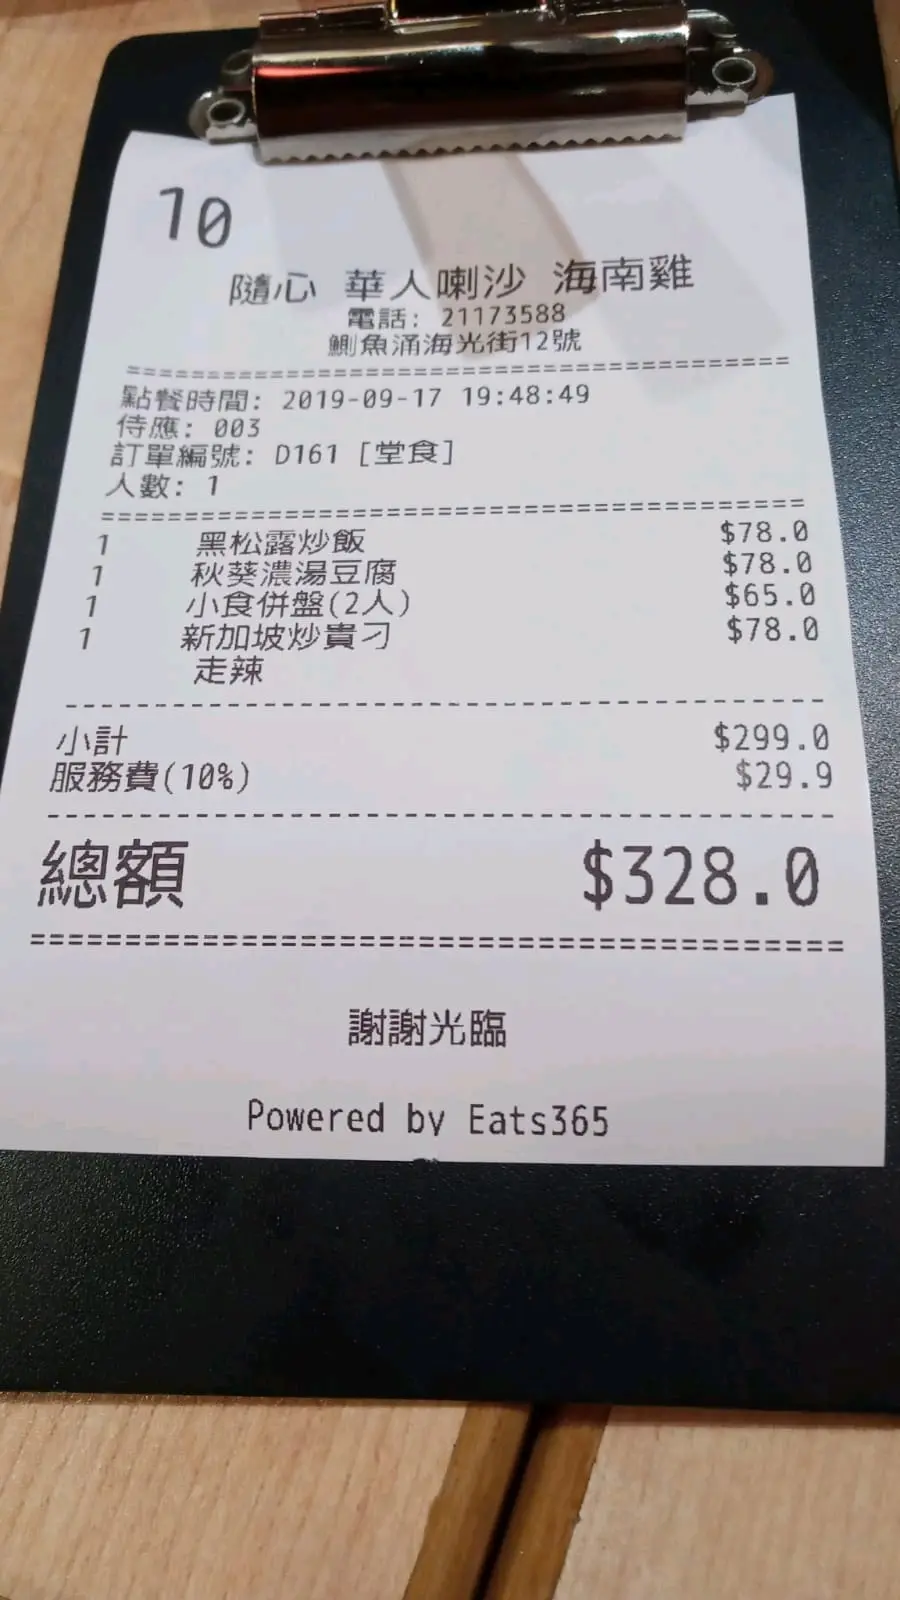 10
隨心 華人喇沙 海南雞
電話: 21173588
鰂魚涌海光街12號
========================================
點餐時間: 2019-09-17 19:48:49
侍應: 003
訂單編號: D161 [堂食]
人數: 1
========================================
1 黑松露炒飯 $78.0
1 秋葵濃湯豆腐 $78.0
1 小食併盤(2人) $65.0
1 新加坡炒貴刁 $78.0
走辣
----------------------------------------
小計 $299.0
服務費(10%) $29.9
----------------------------------------
總額 $328.0
========================================
謝謝光臨
Powered by Eats365